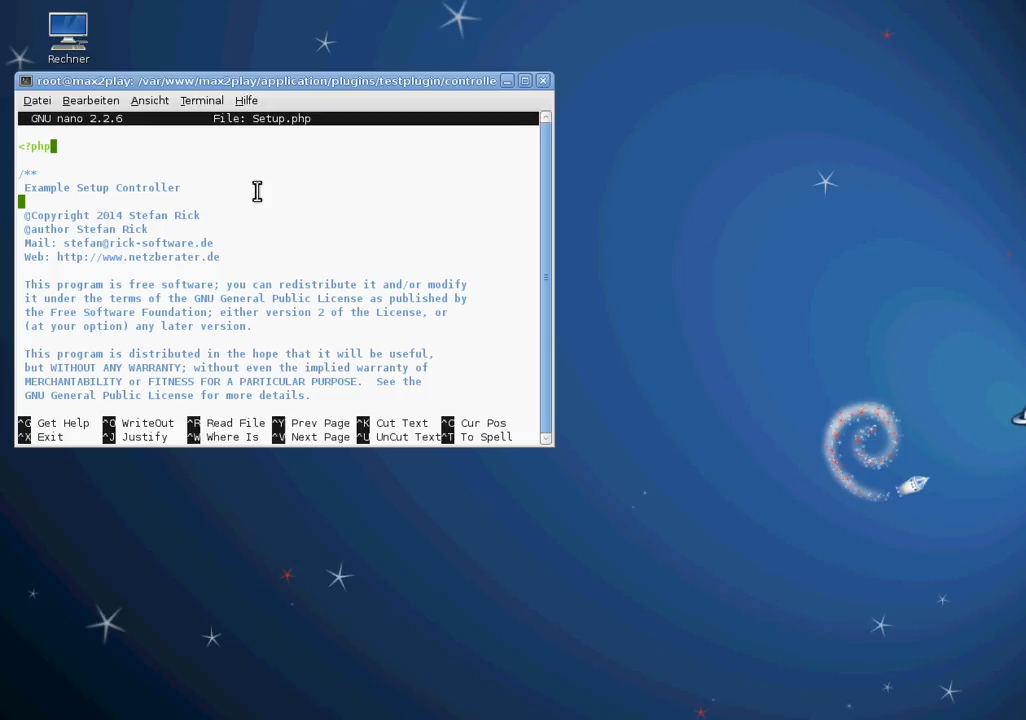 Rechner
root@max2play: /var/www/max2play/application/plugins/testplugin/controlle
Datei Bearbeiten Ansicht Terminal Hilfe
GNU nano 2.2.6 File: Setup.php
<?php
/**
Example Setup Controller
@Copyright 2014 Stefan Rick
@author Stefan Rick
Mail: stefan@rick-software.de
Web: http://www.netzberater.de
This program is free software; you can redistribute it and/or modify
it under the terms of the GNU General Public License as published by
the Free Software Foundation; either version 2 of the License, or
(at your option) any later version.
This program is distributed in the hope that it will be useful,
but WITHOUT ANY WARRANTY; without even the implied warranty of
MERCHANTABILITY or FITNESS FOR A PARTICULAR PURPOSE.  See the
GNU General Public License for more details.
^G Get Help ^O WriteOut ^R Read File ^Y Prev Page ^K Cut Text ^C Cur Pos
^X Exit ^J Justify ^W Where Is ^V Next Page ^U UnCut Text ^T To Spell